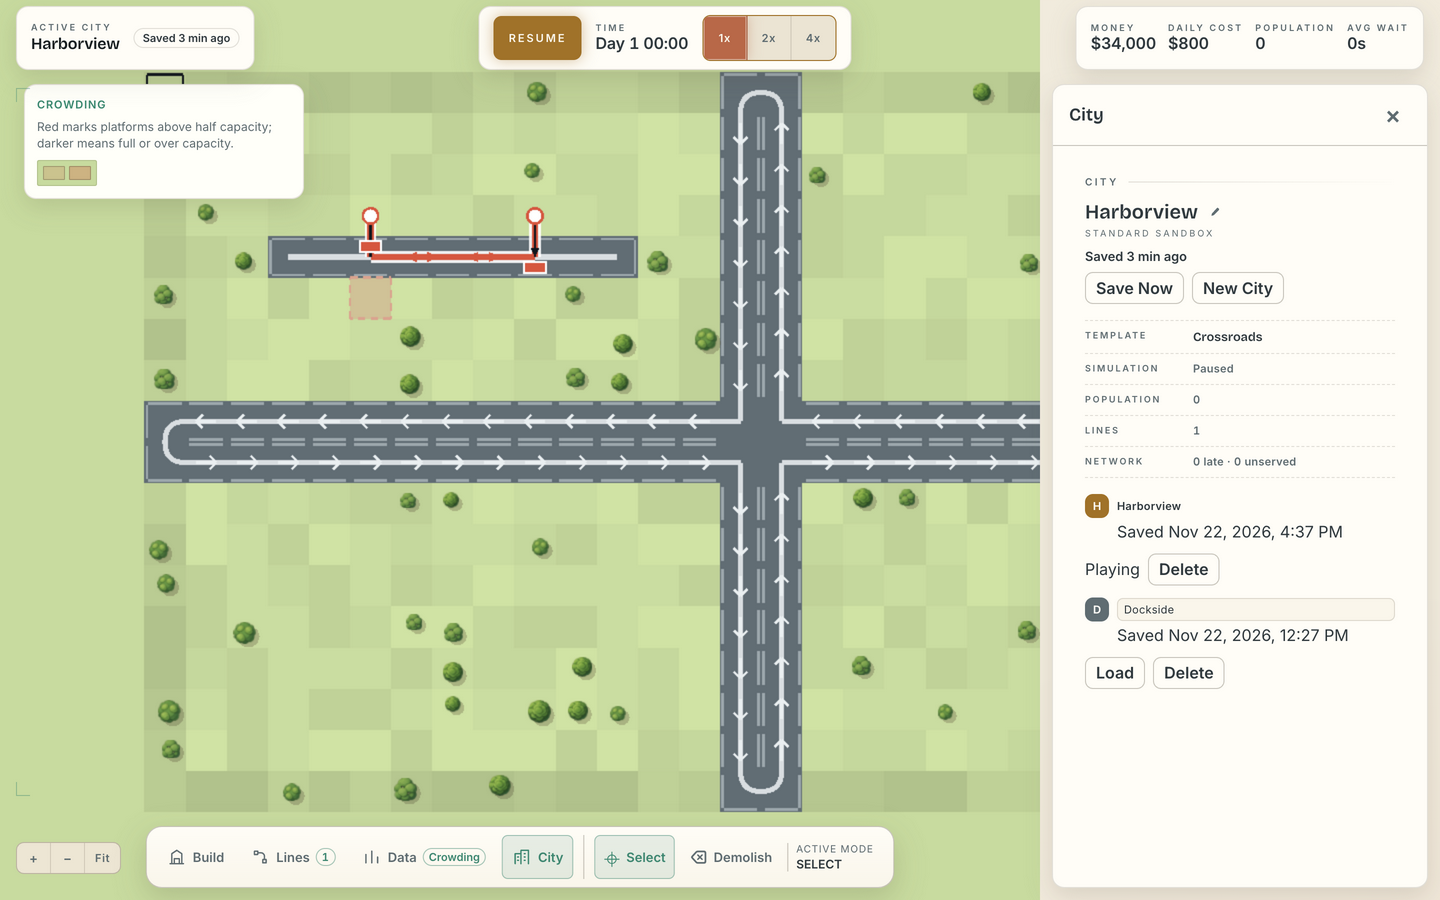 ACTIVE CITY
Harborview
Saved 3 min ago
RESUME
TIME
Day 1 00:00
1x
2x
4x
MONEY
$34,000
DAILY COST
$800
POPULATION
0
AVG WAIT
0s
CROWDING
Red marks platforms above half capacity;
darker means full or over capacity.
City
CITY
Harborview
STANDARD SANDBOX
Saved 3 min ago
Save Now
New City
TEMPLATE
Crossroads
SIMULATION
Paused
POPULATION
0
LINES
1
NETWORK
0 late · 0 unserved
H
Harborview
Saved Nov 22, 2026, 4:37 PM
Playing
Delete
D
Dockside
Saved Nov 22, 2026, 12:27 PM
Load
Delete
+
−
Fit
Build
Lines
1
Data
Crowding
City
Select
Demolish
ACTIVE MODE
SELECT